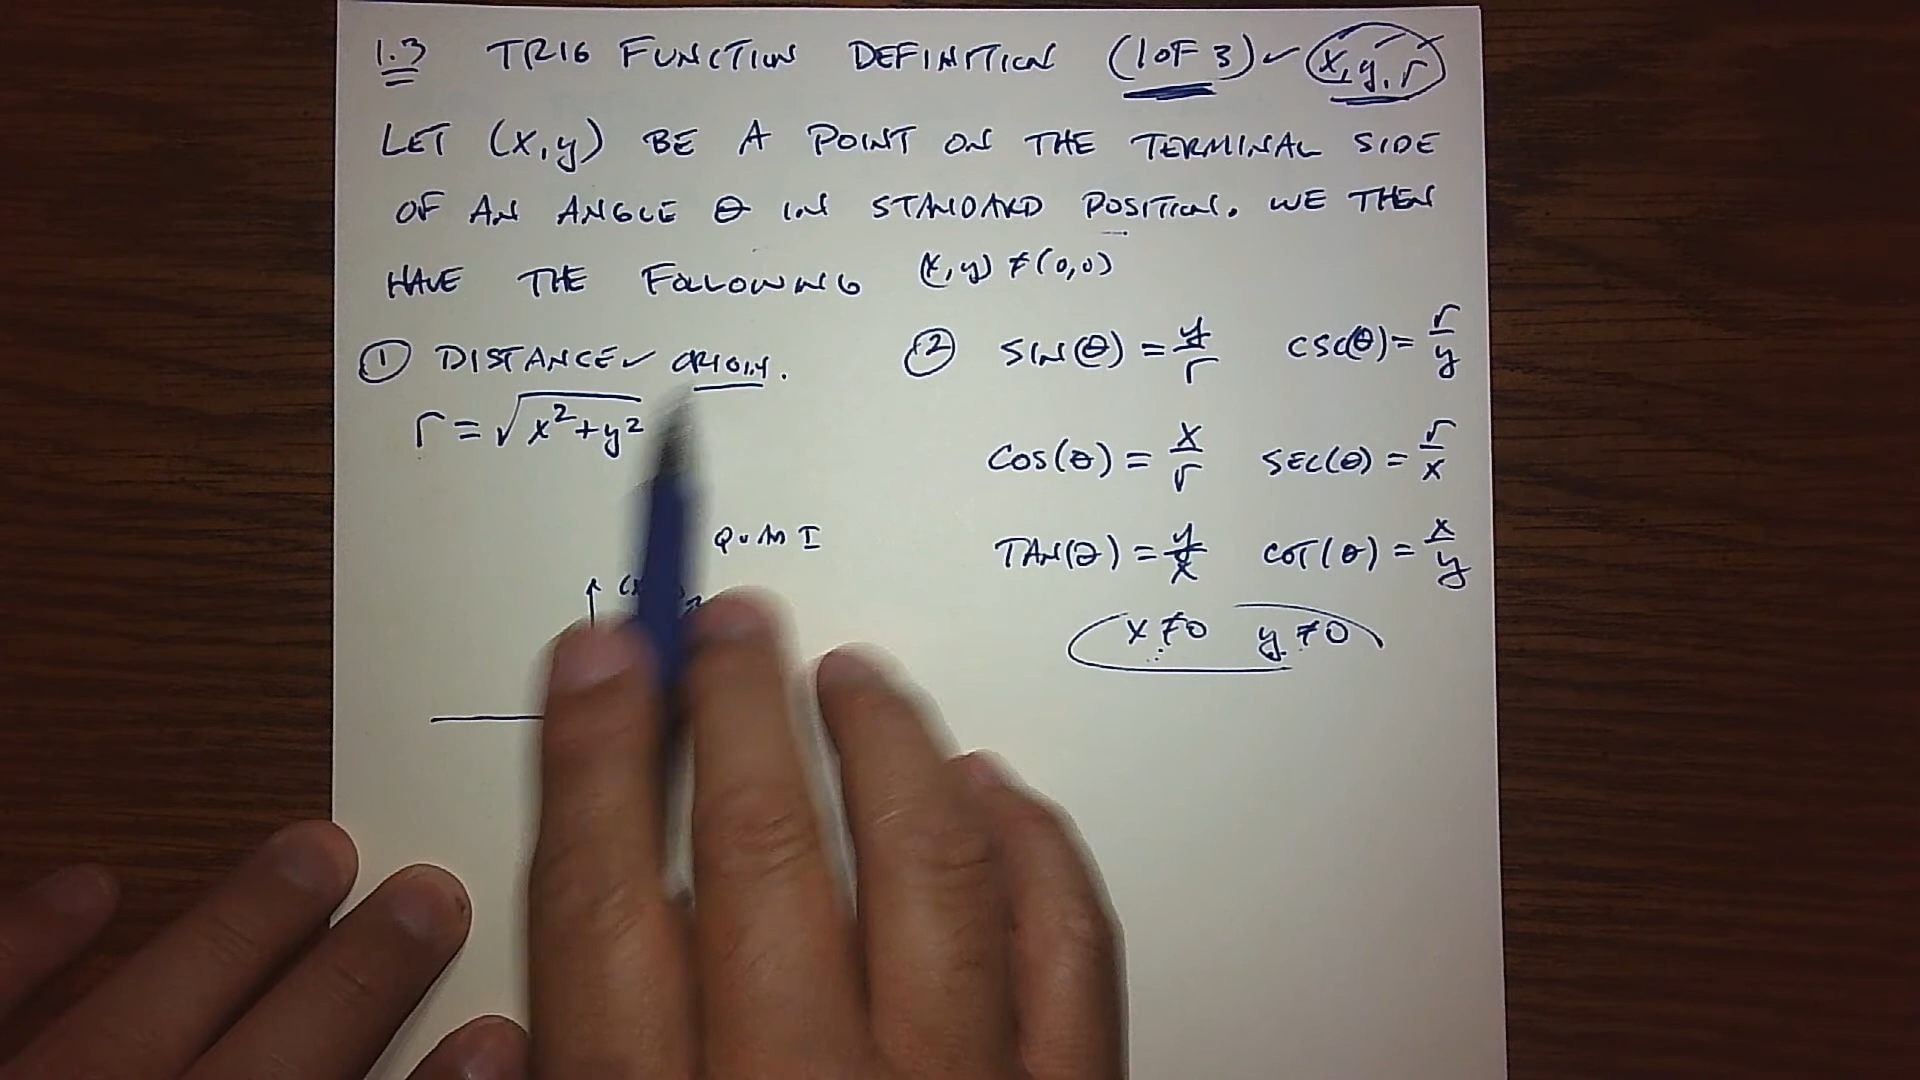 1.3 TRIG FUNCTION DEFINITION (1 OF 3) ✓ x, y, r
LET (x,y) BE A POINT ON THE TERMINAL SIDE
OF AN ANGLE θ IN STANDARD POSITION. WE THEN
HAVE THE FOLLOWING (x,y) ≠ (0,0)
① DISTANCE ✓ ORIGIN.
r = √x²+y²
QUAD I
② SIN(θ) = y/r CSC(θ) = r/y
COS(θ) = x/r SEC(θ) = r/x
TAN(θ) = y/x COT(θ) = x/y
x ≠ 0 y ≠ 0